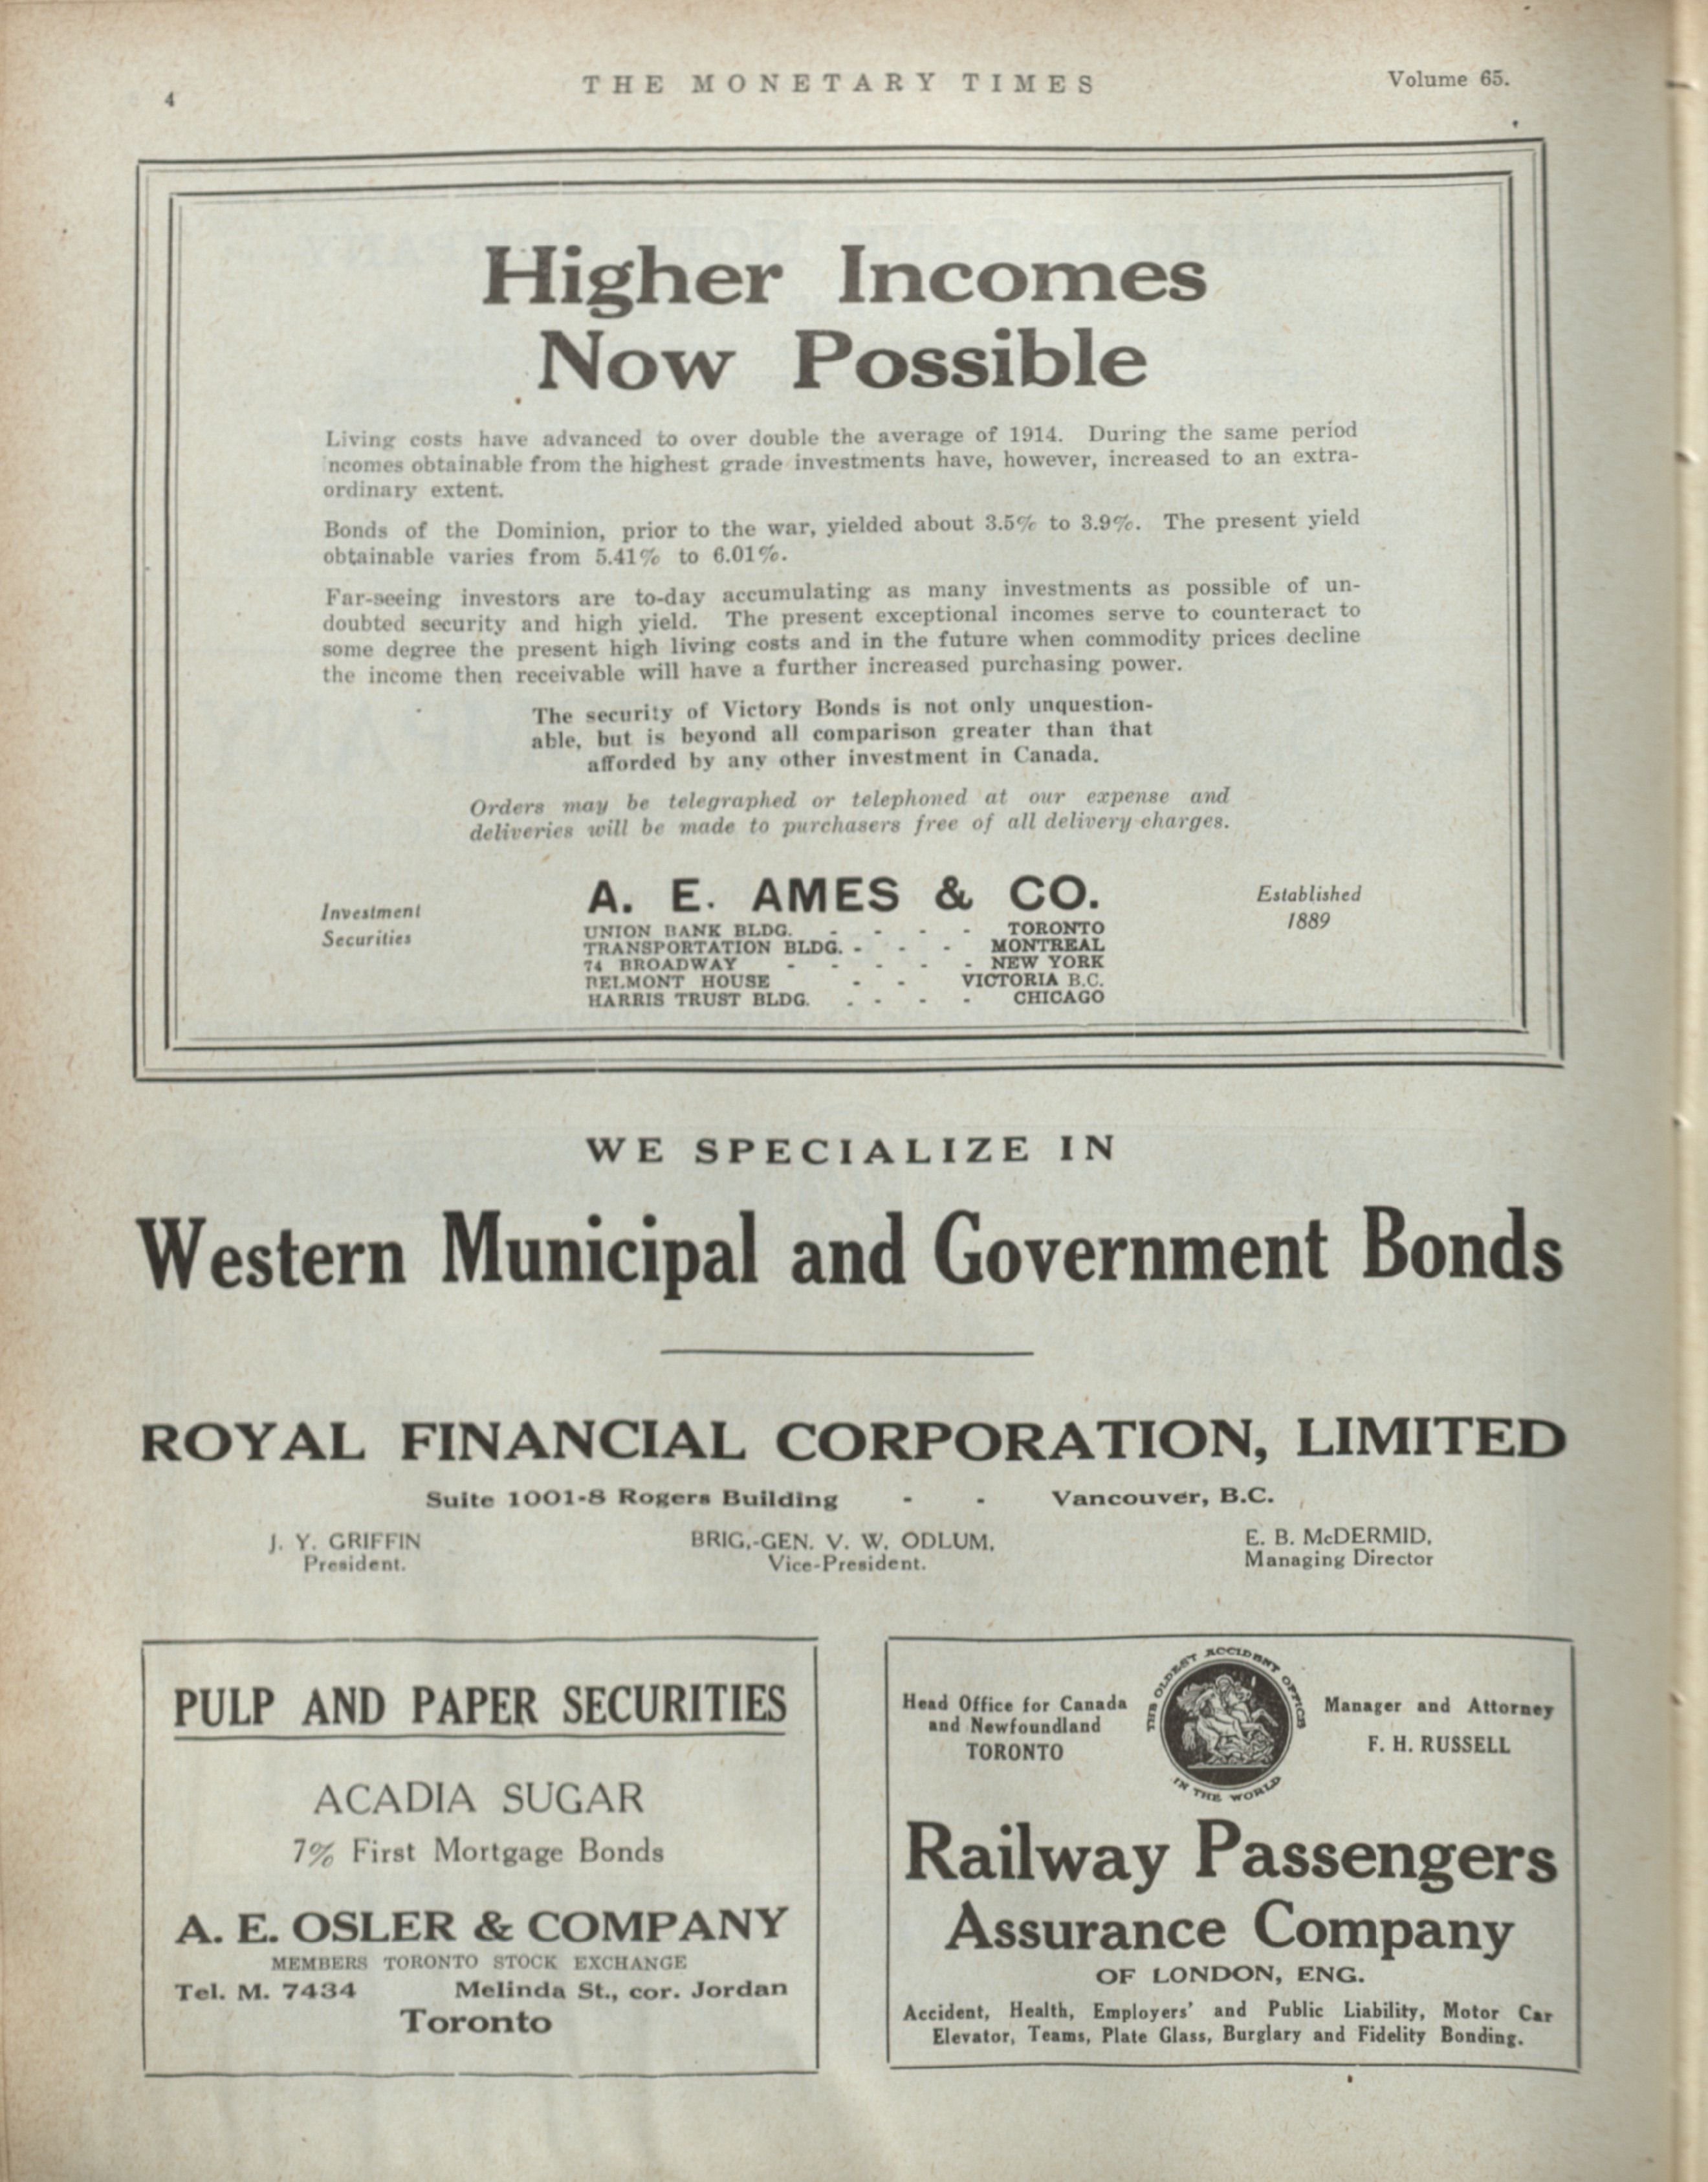 4
THE MONETARY TIMES
Volume 65.
Higher Incomes
Now Possible
Living costs have advanced to over double the average of 1914. During the same period
ncomes obtainable from the highest grade investments have, however, increased to an extra-
ordinary extent.
Bonds of the Dominion, prior to the war, yielded about 3.5% to 3.9%. The present yield
obtainable varies from 5.41% to 6.01%.
Far-seeing investors are to-day accumulating as many investments as possible of un-
doubted security and high yield. The present exceptional incomes serve to counteract to
some degree the present high living costs and in the future when commodity prices decline
the income then receivable will have a further increased purchasing power.
The security of Victory Bonds is not only unquestion-
able, but is beyond all comparison greater than that
afforded by any other investment in Canada.
Orders may be telegraphed or telephoned at our expense and
deliveries will be made to purchasers free of all delivery charges.
Investment
Securities
A. E. AMES & CO.
UNION BANK BLDG. - - - - TORONTO
TRANSPORTATION BLDG. - - - MONTREAL
74 BROADWAY - - - - - NEW YORK
BELMONT HOUSE - - VICTORIA B.C.
HARRIS TRUST BLDG. - - - - CHICAGO
Established
1889
WE SPECIALIZE IN
Western Municipal and Government Bonds
ROYAL FINANCIAL CORPORATION, LIMITED
Suite 1001-8 Rogers Building - - Vancouver, B.C.
J. Y. GRIFFIN
President.
BRIG.-GEN. V. W. ODLUM,
Vice-President.
E. B. McDERMID,
Managing Director
PULP AND PAPER SECURITIES
ACADIA SUGAR
7% First Mortgage Bonds
A. E. OSLER & COMPANY
MEMBERS TORONTO STOCK EXCHANGE
Tel. M. 7434 Melinda St., cor. Jordan
Toronto
Head Office for Canada
and Newfoundland
TORONTO
THE OLDEST ACCIDENT OFFICE
IN THE WORLD
Manager and Attorney
F. H. RUSSELL
Railway Passengers
Assurance Company
OF LONDON, ENG.
Accident, Health, Employers' and Public Liability, Motor Car
Elevator, Teams, Plate Glass, Burglary and Fidelity Bonding.